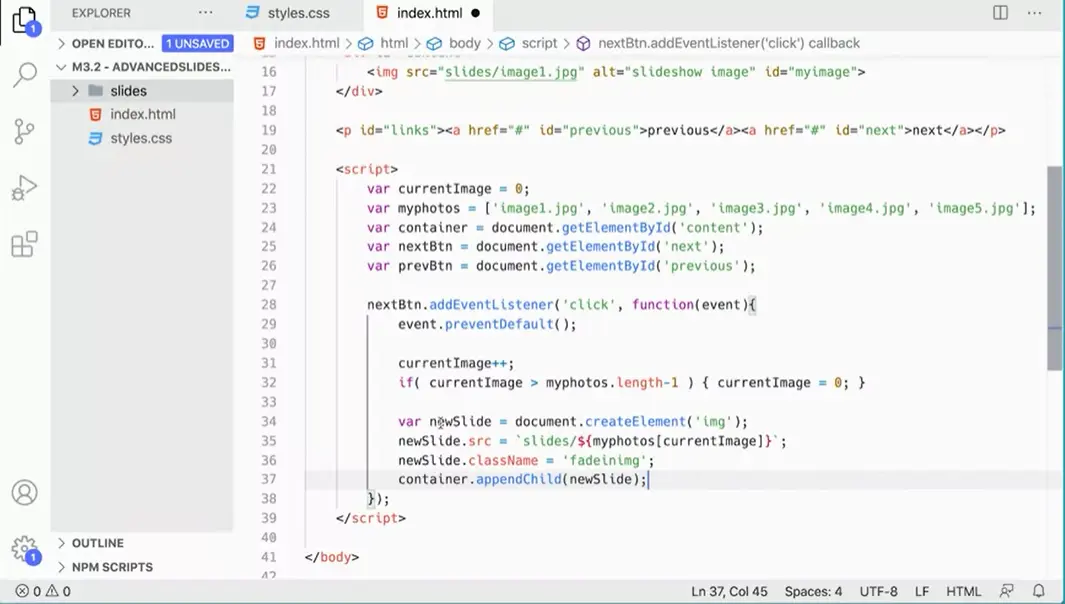 EXPLORER
···
styles.css
index.html ●
···
1
OPEN EDITO... 1 UNSAVED
index.html > html > body > script > nextBtn.addEventListener('click') callback
M3.2 - ADVANCEDSLIDES...
slides
index.html
styles.css
16 <img src="slides/image1.jpg" alt="slideshow image" id="myimage">
17 </div>
18
19 <p id="links"><a href="#" id="previous">previous</a><a href="#" id="next">next</a></p>
20
21 <script>
22 var currentImage = 0;
23 var myphotos = ['image1.jpg', 'image2.jpg', 'image3.jpg', 'image4.jpg', 'image5.jpg'];
24 var container = document.getElementById('content');
25 var nextBtn = document.getElementById('next');
26 var prevBtn = document.getElementById('previous');
27
28 nextBtn.addEventListener('click', function(event){
29 event.preventDefault();
30
31 currentImage++;
32 if( currentImage > myphotos.length-1 ) { currentImage = 0; }
33
34 var newSlide = document.createElement('img');
35 newSlide.src = `slides/${myphotos[currentImage]}`;
36 newSlide.className = 'fadeinimg';
37 container.appendChild(newSlide);
38 });
39 </script>
40
41 </body>
42
1
OUTLINE
NPM SCRIPTS
0 0
Ln 37, Col 45 Spaces: 4 UTF-8 LF HTML